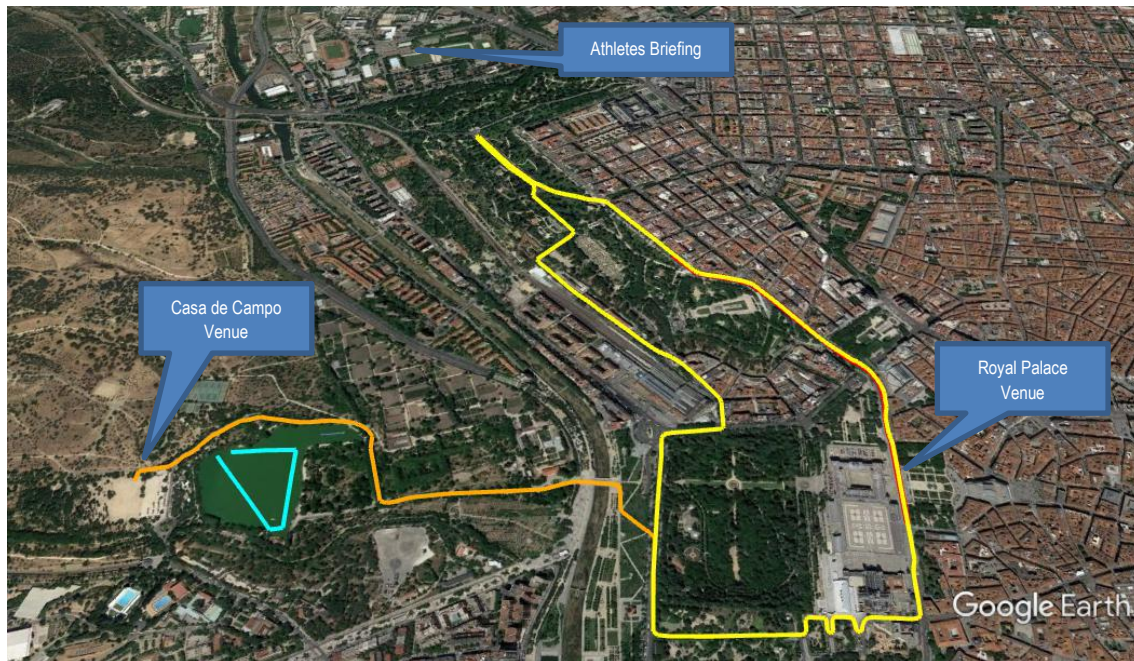 Athletes Briefing
Casa de Campo
Venue
Royal Palace
Venue
Google Earth